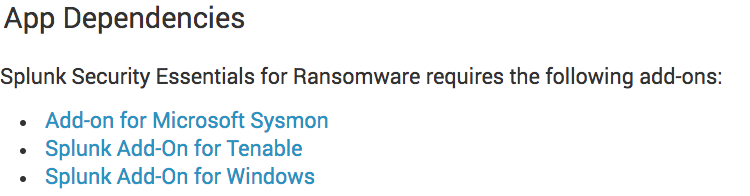 App Dependencies
Splunk Security Essentials for Ransomware requires the following add-ons:
• Add-on for Microsoft Sysmon
• Splunk Add-On for Tenable
• Splunk Add-On for Windows